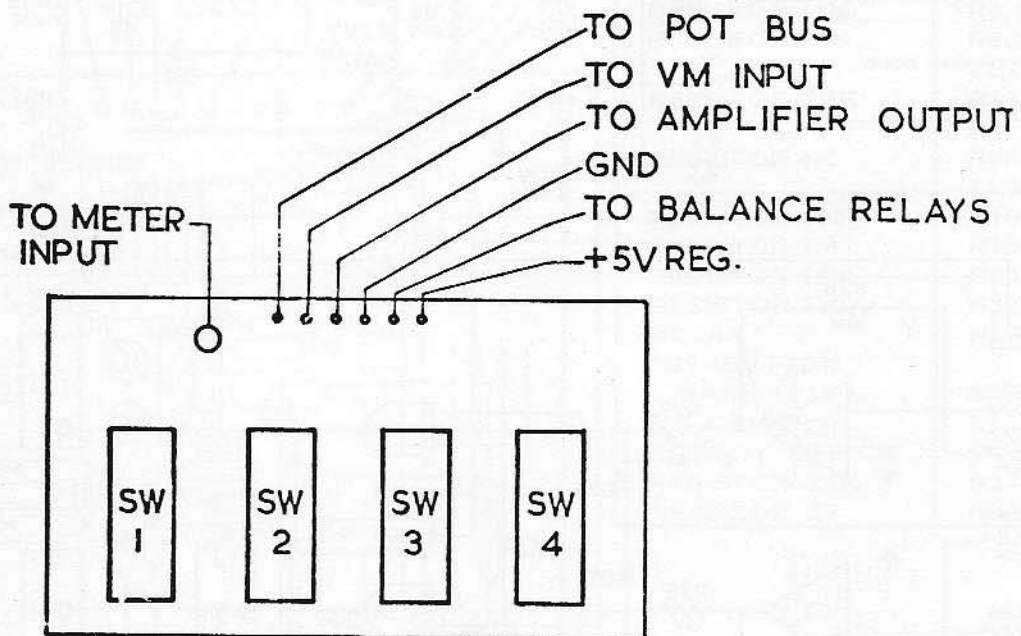 TO POT BUS
TO VM INPUT
TO AMPLIFIER OUTPUT
GND
TO BALANCE RELAYS
+5V REG.
TO METER
INPUT
SW
1
SW
2
SW
3
SW
4